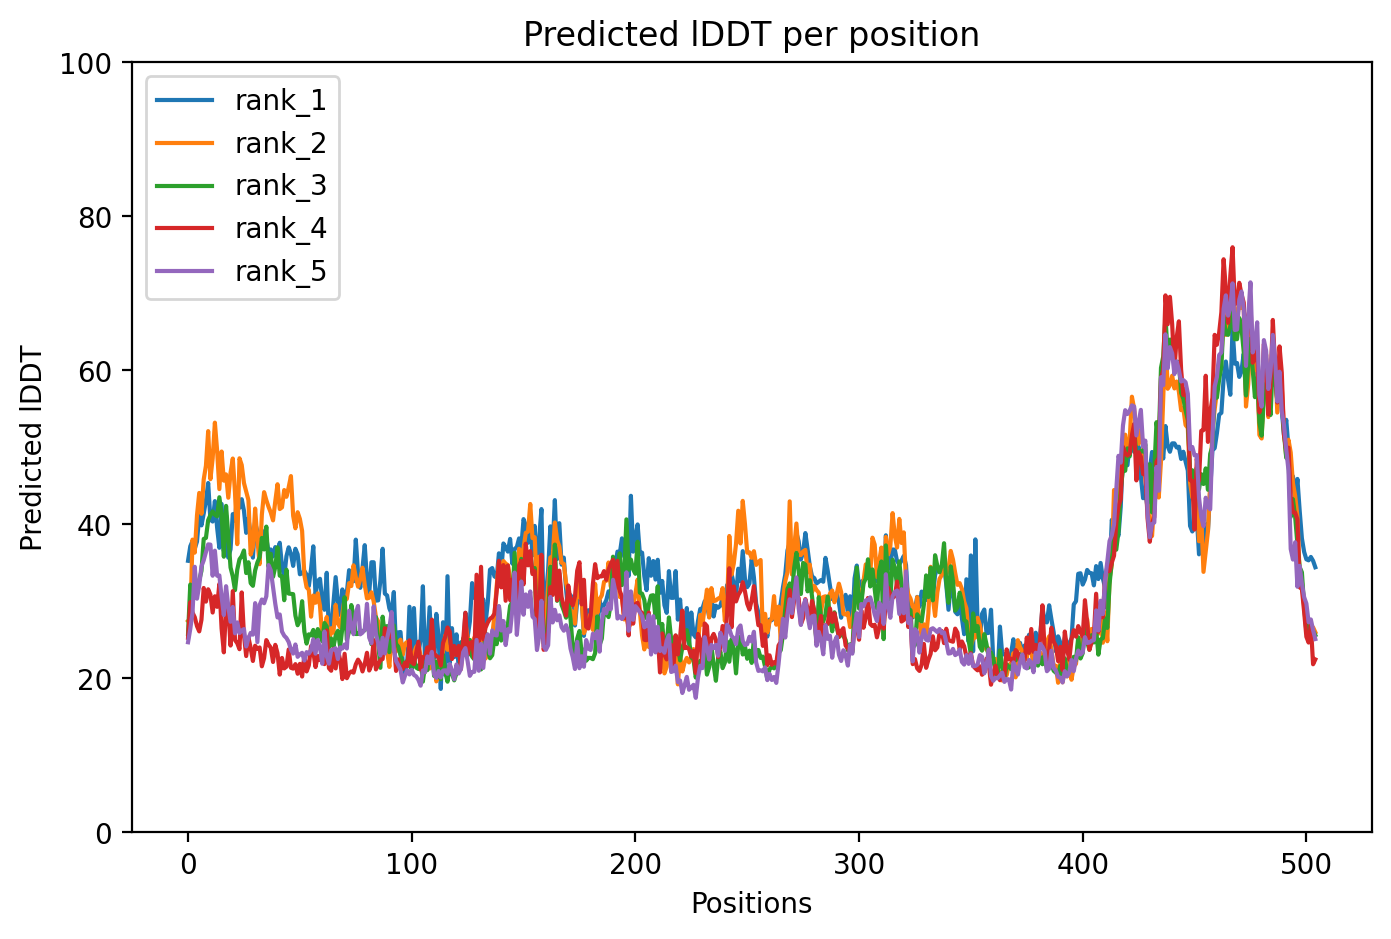 Predicted lDDT per position
100
80
60
40
20
0
Predicted lDDT
rank_1
rank_2
rank_3
rank_4
rank_5
0 100 200 300 400 500
Positions